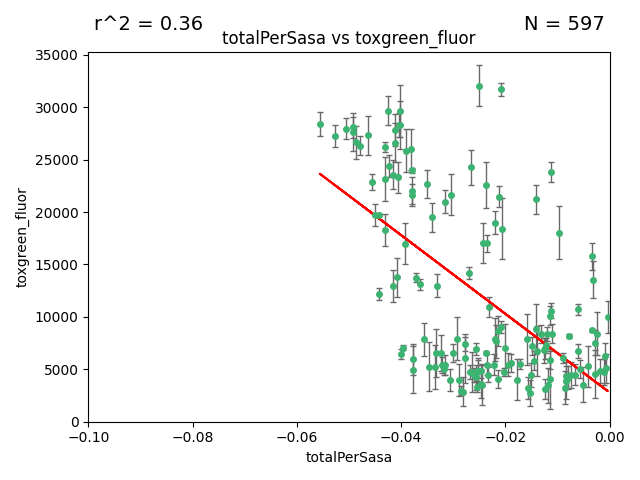 r^2 = 0.36
N = 597
totalPerSasa vs toxgreen_fluor
35000
30000
25000
20000
15000
10000
5000
0
toxgreen_fluor
−0.10
−0.08
−0.06
−0.04
−0.02
0.00
totalPerSasa